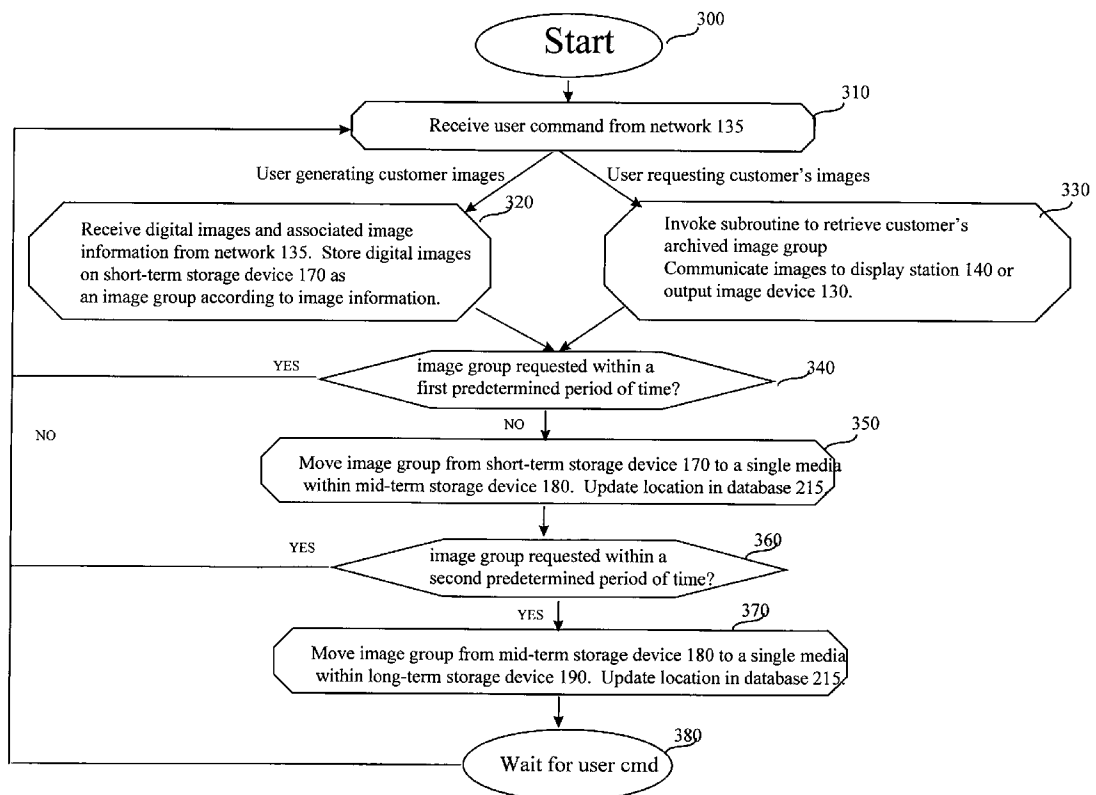 Start
300
310
Receive user command from network 135
User generating customer images
User requesting customer's images
320
Receive digital images and associated image
information from network 135. Store digital images
on short-term storage device 170 as
an image group according to image information.
330
Invoke subroutine to retrieve customer's
archived image group
Communicate images to display station 140 or
output image device 130.
YES
image group requested within a
first predetermined period of time?
340
NO
NO
350
Move image group from short-term storage device 170 to a single media
within mid-term storage device 180. Update location in database 215.
YES
image group requested within a
second predetermined period of time?
360
YES
370
Move image group from mid-term storage device 180 to a single media
within long-term storage device 190. Update location in database 215.
380
Wait for user cmd